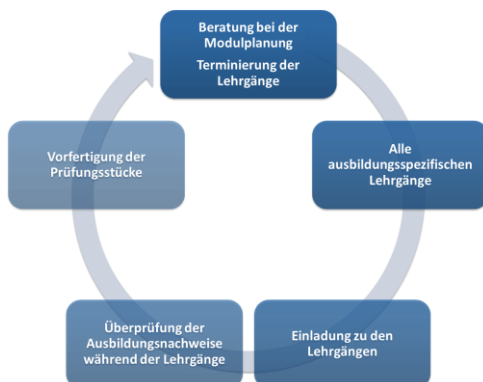 Beratung bei der
Modulplanung
Terminierung der
Lehrgänge
Alle
ausbildungsspezifischen
Lehrgänge
Einladung zu den
Lehrgängen
Überprüfung der
Ausbildungsnachweise
während der Lehrgänge
Vorfertigung der
Prüfungsstücke